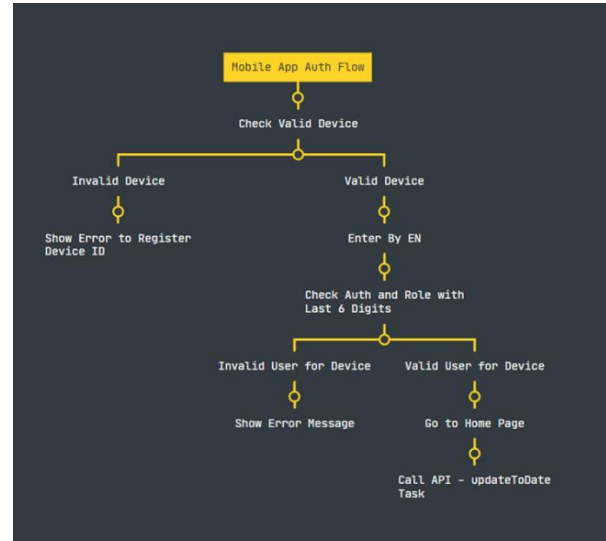 Mobile App Auth Flow
Check Valid Device
Invalid Device
Valid Device
Show Error to Register
Device ID
Enter By EN
Check Auth and Role with
Last 6 Digits
Invalid User for Device
Valid User for Device
Show Error Message
Go to Home Page
Call API - updateToDate
Task